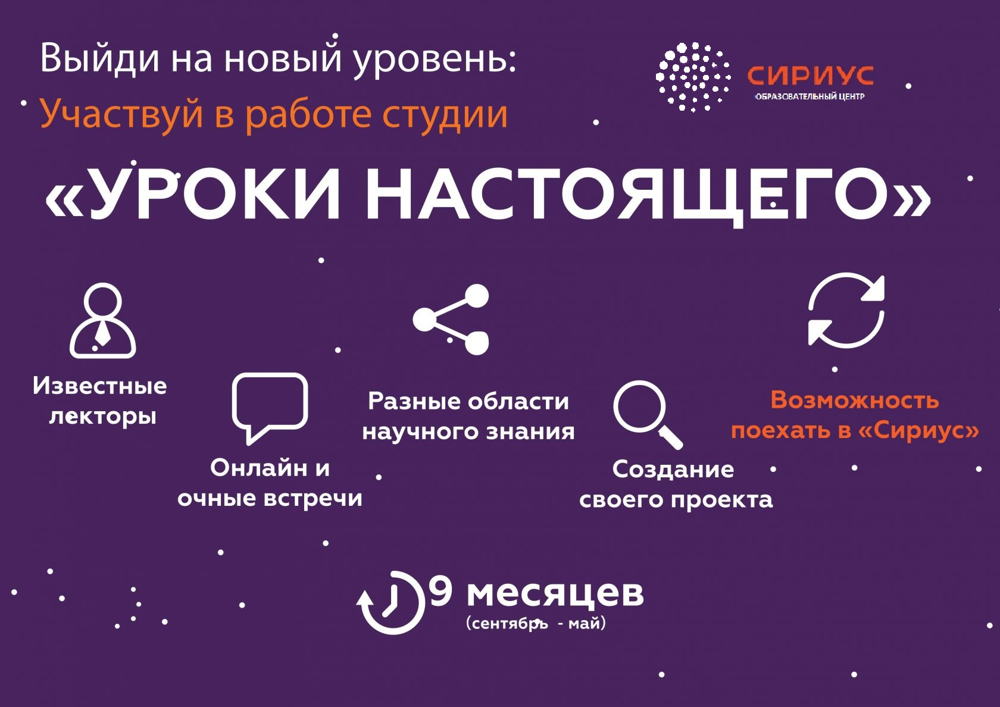 Выйди на новый уровень:
Участвуй в работе студии
СИРИУС
ОБРАЗОВАТЕЛЬНЫЙ ЦЕНТР
«УРОКИ НАСТОЯЩЕГО»
Известные
лекторы
Онлайн и
очные встречи
Разные области
научного знания
Создание
своего проекта
Возможность
поехать в «Сириус»
9 месяцев
(сентябрь - май)